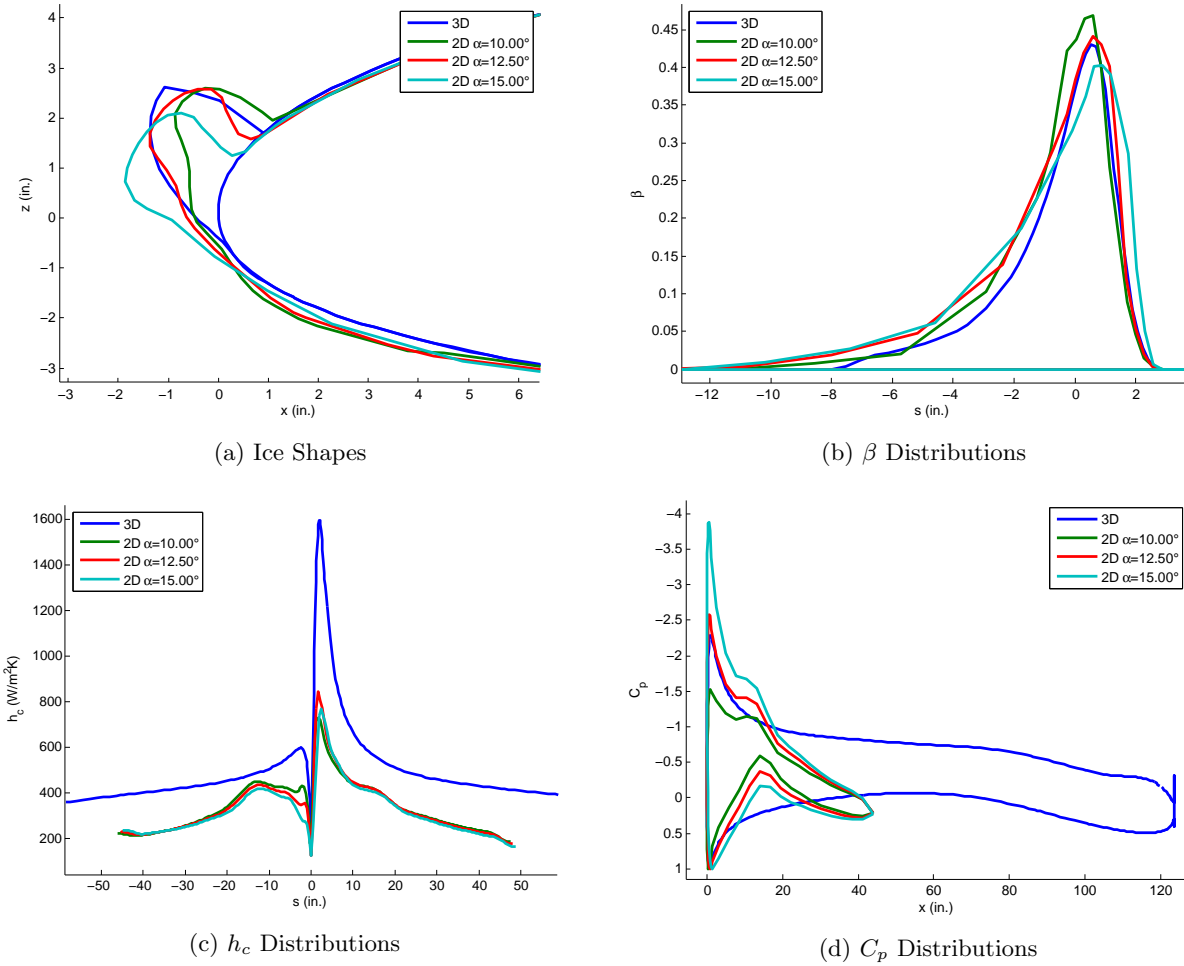 3D
2D α=10.00°
2D α=12.50°
2D α=15.00°
4
3
2
1
0
−1
−2
−3
z (in.)
−3 −2 −1 0 1 2 3 4 5 6
x (in.)
(a) Ice Shapes
3D
2D α=10.00°
2D α=12.50°
2D α=15.00°
0.45
0.4
0.35
0.3
0.25
0.2
0.15
0.1
0.05
0
β
−12 −10 −8 −6 −4 −2 0 2
s (in.)
(b) β Distributions
3D
2D α=10.00°
2D α=12.50°
2D α=15.00°
1600
1400
1200
1000
800
600
400
200
h_c (W/m²K)
−50 −40 −30 −20 −10 0 10 20 30 40 50
s (in.)
(c) h_c Distributions
3D
2D α=10.00°
2D α=12.50°
2D α=15.00°
−4
−3.5
−3
−2.5
−2
−1.5
−1
−0.5
0
0.5
1
C_p
0 20 40 60 80 100 120
x (in.)
(d) C_p Distributions